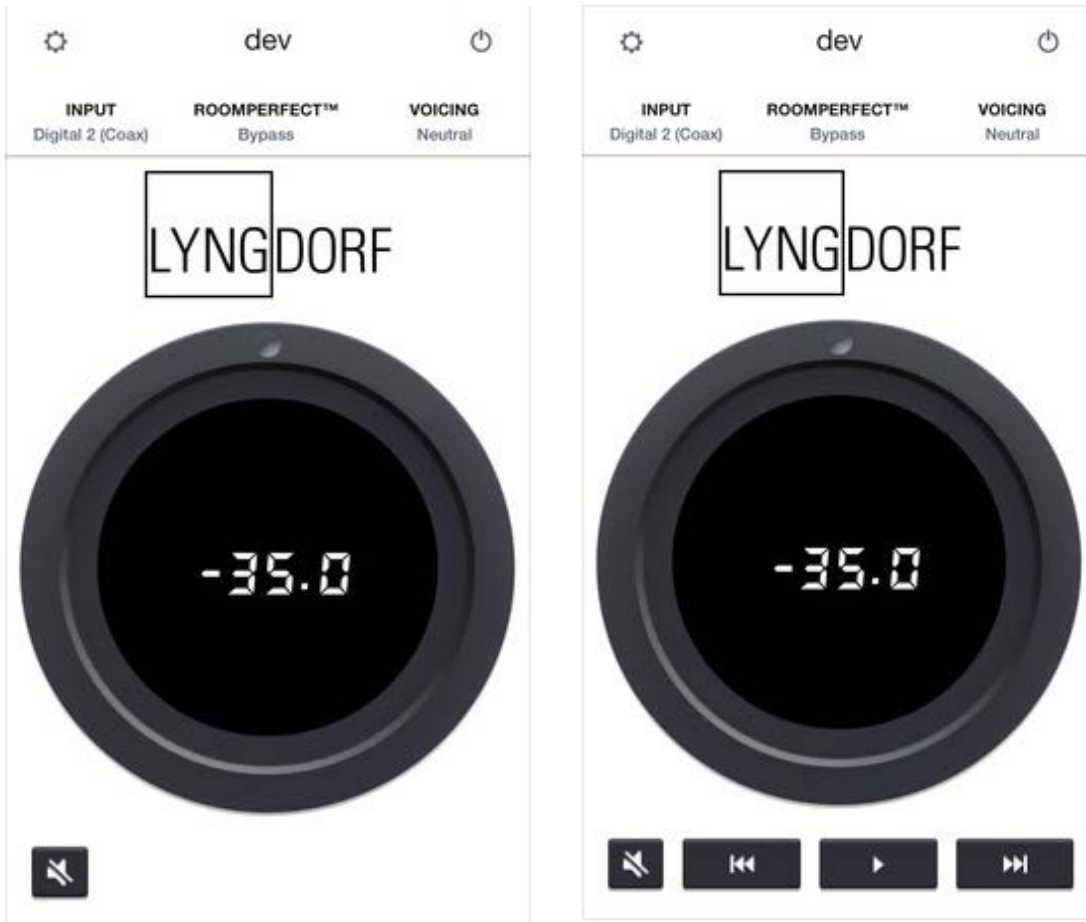 dev
INPUT ROOMPERFECT™ VOICING
Digital 2 (Coax) Bypass Neutral
LYNGDORF
-35.0
dev
INPUT ROOMPERFECT™ VOICING
Digital 2 (Coax) Bypass Neutral
LYNGDORF
-35.0